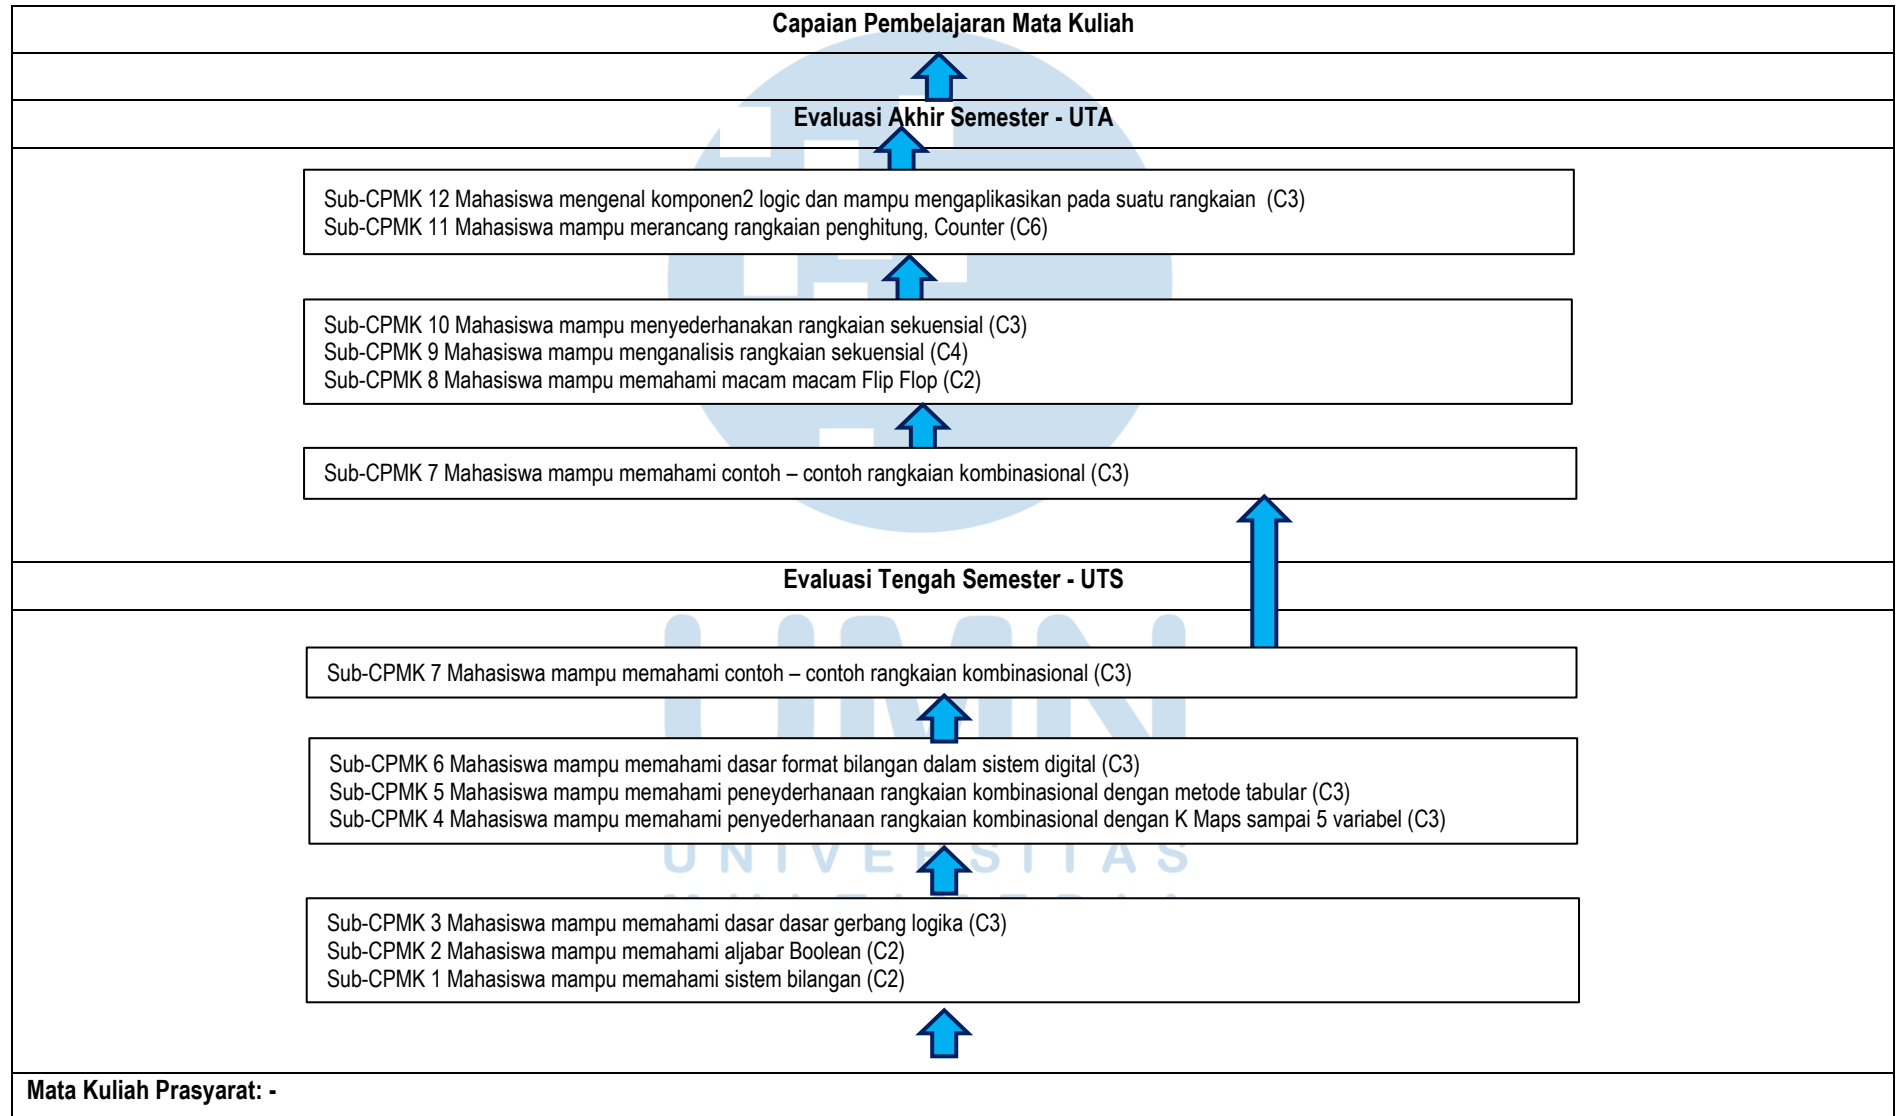 Capaian Pembelajaran Mata Kuliah
Evaluasi Akhir Semester - UTA
Sub-CPMK 12 Mahasiswa mengenal komponen2 logic dan mampu mengaplikasikan pada suatu rangkaian (C3)
Sub-CPMK 11 Mahasiswa mampu merancang rangkaian penghitung, Counter (C6)
Sub-CPMK 10 Mahasiswa mampu menyederhanakan rangkaian sekuensial (C3)
Sub-CPMK 9 Mahasiswa mampu menganalisis rangkaian sekuensial (C4)
Sub-CPMK 8 Mahasiswa mampu memahami macam macam Flip Flop (C2)
Sub-CPMK 7 Mahasiswa mampu memahami contoh – contoh rangkaian kombinasional (C3)
Evaluasi Tengah Semester - UTS
UMN
Sub-CPMK 7 Mahasiswa mampu memahami contoh – contoh rangkaian kombinasional (C3)
Sub-CPMK 6 Mahasiswa mampu memahami dasar format bilangan dalam sistem digital (C3)
Sub-CPMK 5 Mahasiswa mampu memahami peneyderhanaan rangkaian kombinasional dengan metode tabular (C3)
Sub-CPMK 4 Mahasiswa mampu memahami penyederhanaan rangkaian kombinasional dengan K Maps sampai 5 variabel (C3)
UNIVERSITAS
Sub-CPMK 3 Mahasiswa mampu memahami dasar dasar gerbang logika (C3)
Sub-CPMK 2 Mahasiswa mampu memahami aljabar Boolean (C2)
Sub-CPMK 1 Mahasiswa mampu memahami sistem bilangan (C2)
Mata Kuliah Prasyarat: -